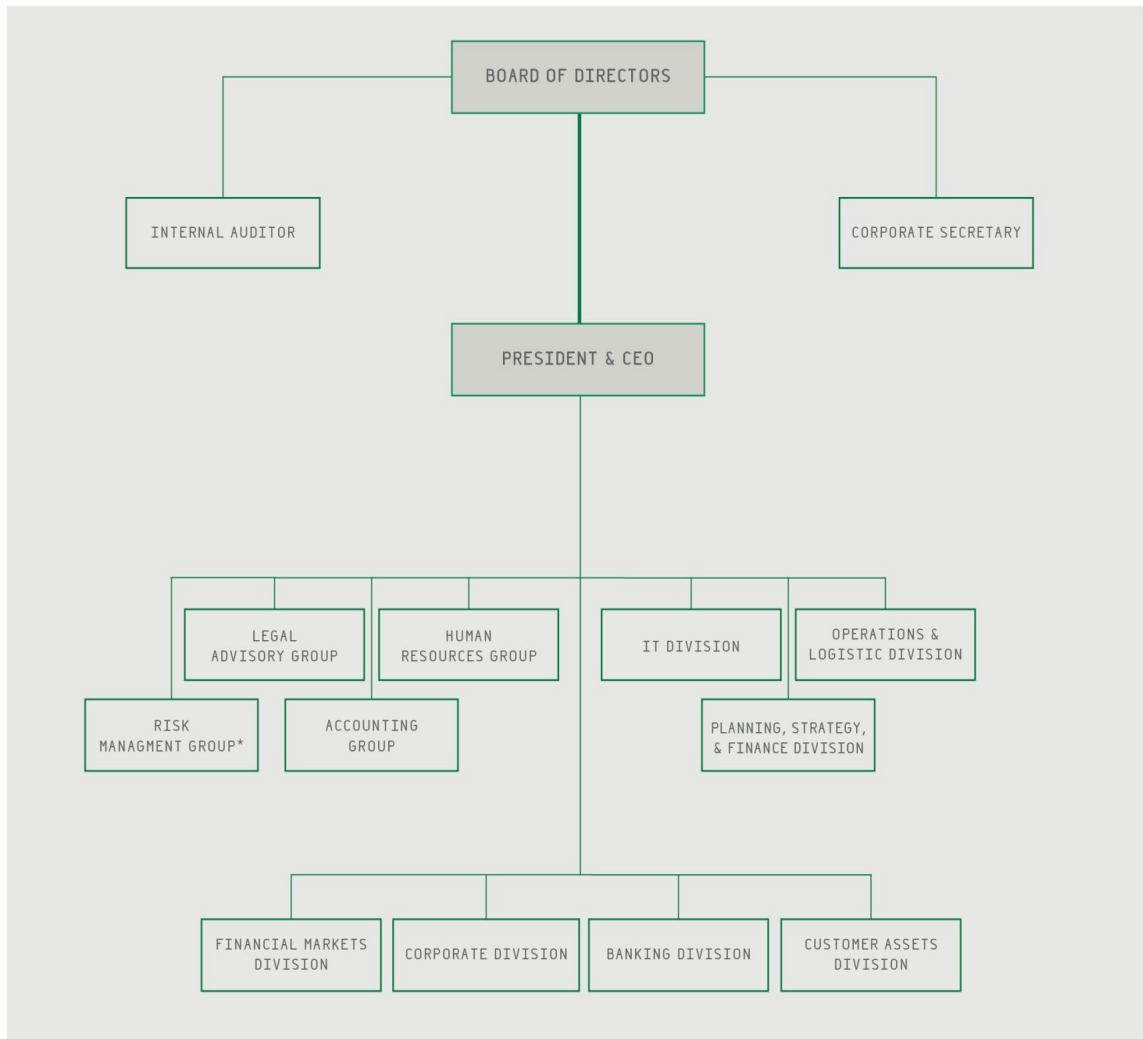 BOARD OF DIRECTORS
INTERNAL AUDITOR
CORPORATE SECRETARY
PRESIDENT & CEO
LEGAL
ADVISORY GROUP
HUMAN
RESOURCES GROUP
IT DIVISION
OPERATIONS &
LOGISTIC DIVISION
RISK
MANAGMENT GROUP*
ACCOUNTING
GROUP
PLANNING, STRATEGY,
& FINANCE DIVISION
FINANCIAL MARKETS
DIVISION
CORPORATE DIVISION
BANKING DIVISION
CUSTOMER ASSETS
DIVISION